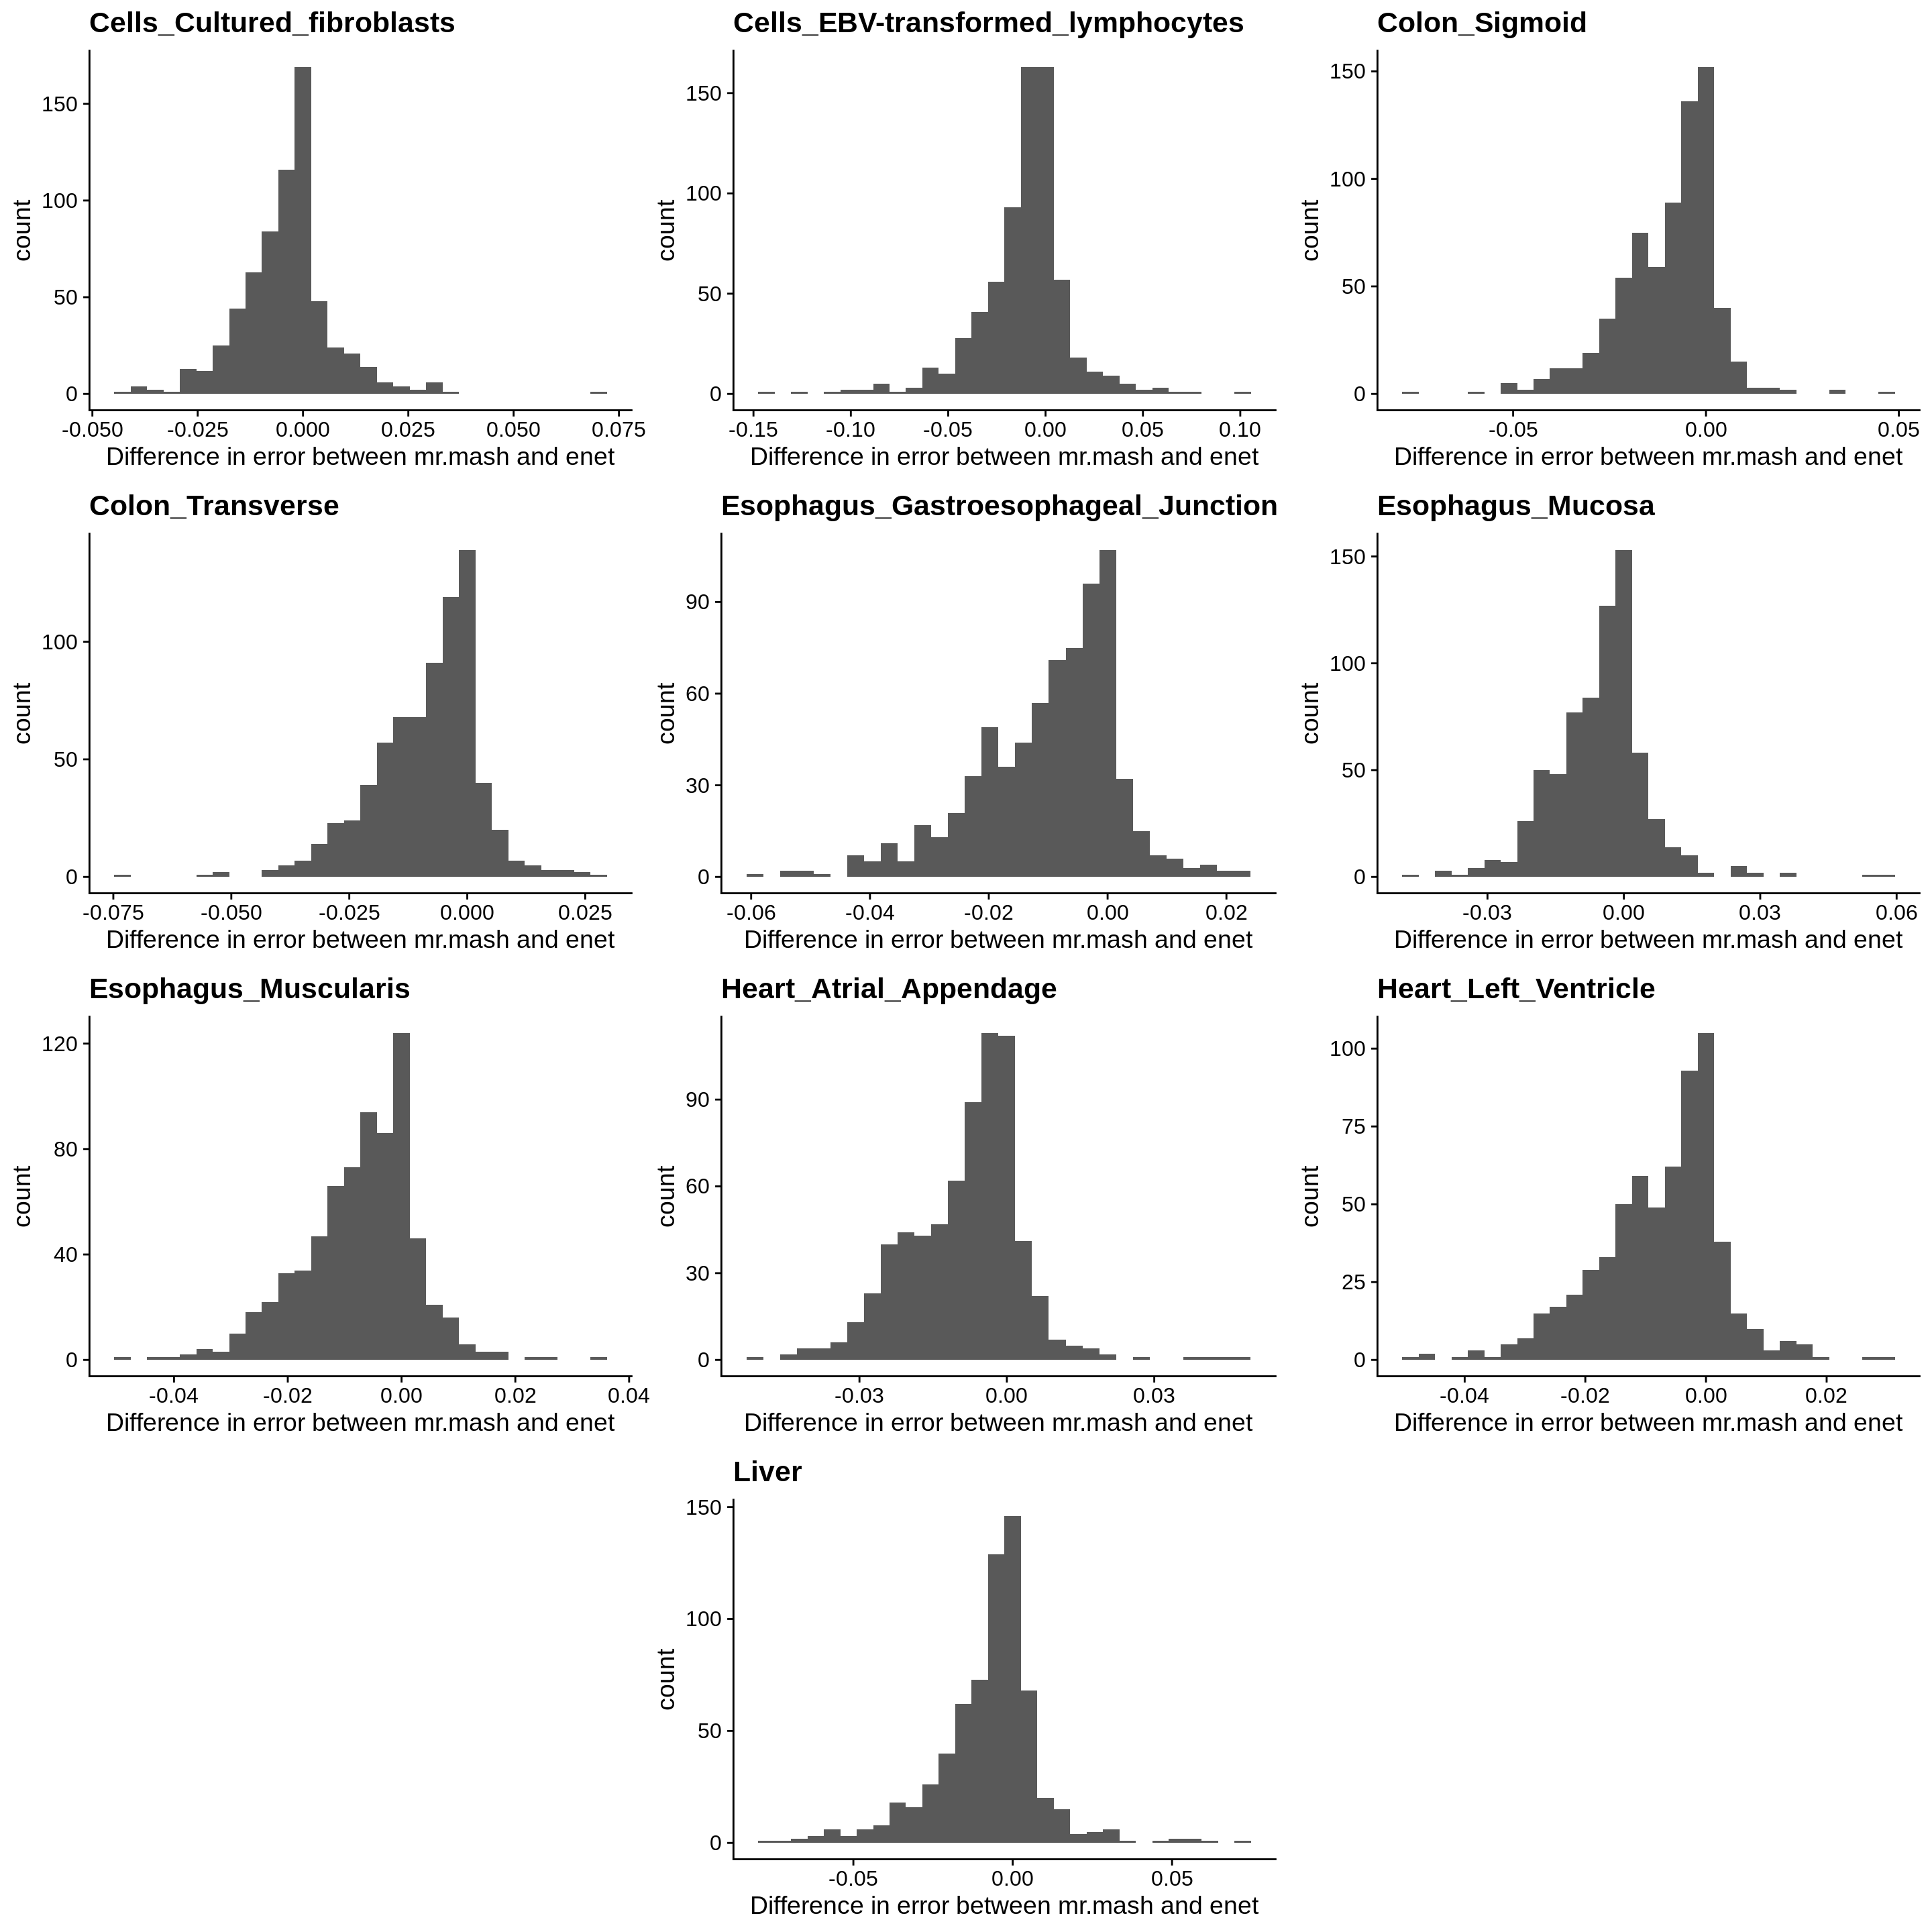 Cells_Cultured_fibroblasts
150
100
50
0
count
-0.050 -0.025 0.000 0.025 0.050 0.075
Difference in error between mr.mash and enet
Cells_EBV-transformed_lymphocytes
150
100
50
0
count
-0.15 -0.10 -0.05 0.00 0.05 0.10
Difference in error between mr.mash and enet
Colon_Sigmoid
150
100
50
0
count
-0.05 0.00 0.05
Difference in error between mr.mash and enet
Colon_Transverse
100
50
0
count
-0.075 -0.050 -0.025 0.000 0.025
Difference in error between mr.mash and enet
Esophagus_Gastroesophageal_Junction
90
60
30
0
count
-0.06 -0.04 -0.02 0.00 0.02
Difference in error between mr.mash and enet
Esophagus_Mucosa
150
100
50
0
count
-0.03 0.00 0.03 0.06
Difference in error between mr.mash and enet
Esophagus_Muscularis
120
80
40
0
count
-0.04 -0.02 0.00 0.02 0.04
Difference in error between mr.mash and enet
Heart_Atrial_Appendage
90
60
30
0
count
-0.03 0.00 0.03
Difference in error between mr.mash and enet
Heart_Left_Ventricle
100
75
50
25
0
count
-0.04 -0.02 0.00 0.02
Difference in error between mr.mash and enet
Liver
150
100
50
0
count
-0.05 0.00 0.05
Difference in error between mr.mash and enet